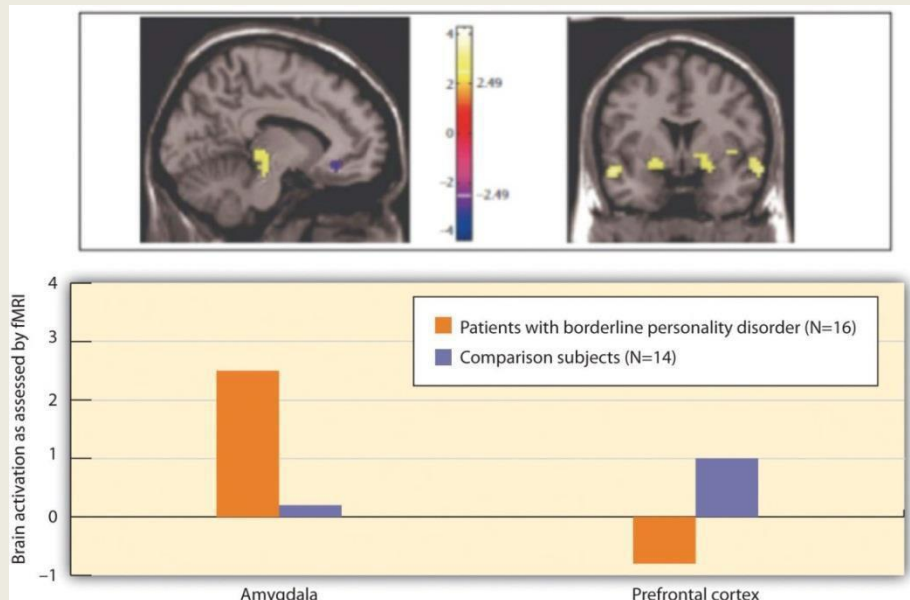 4
2
2.49
0
−2
−2.49
−4
Brain activation as assessed by fMRI
4
3
2
1
0
−1
Patients with borderline personality disorder (N=16)
Comparison subjects (N=14)
Amygdala
Prefrontal cortex